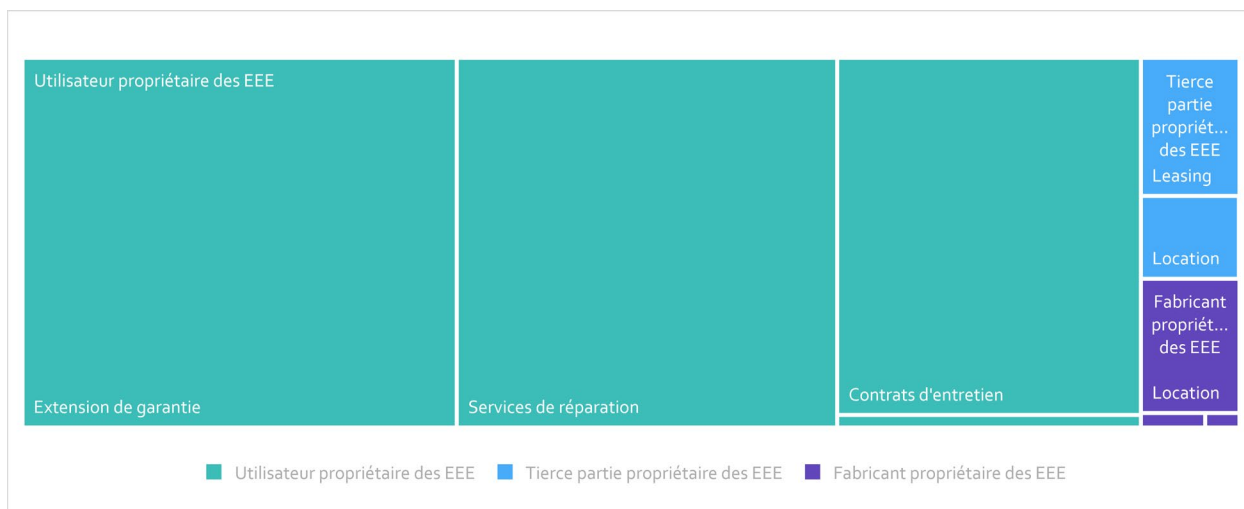 Utilisateur propriétaire des EEE
Extension de garantie
Services de réparation
Contrats d'entretien
Tierce
partie
propriét...
des EEE
Leasing
Location
Fabricant
propriét...
des EEE
Location
Utilisateur propriétaire des EEE
Tierce partie propriétaire des EEE
Fabricant propriétaire des EEE